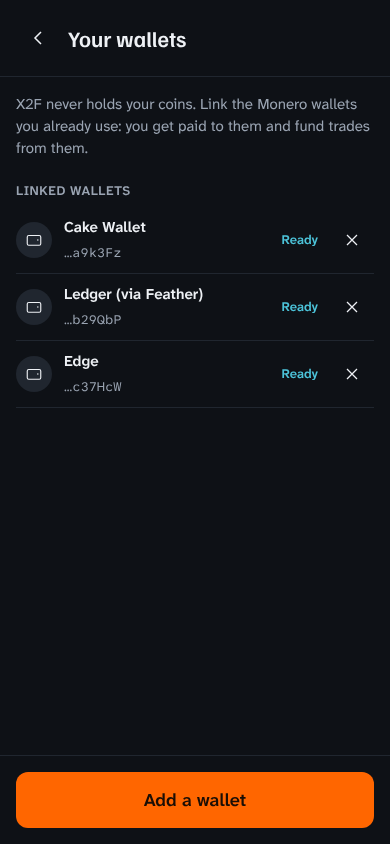 Your wallets
X2F never holds your coins. Link the Monero wallets
you already use: you get paid to them and fund trades
from them.
LINKED WALLETS
Cake Wallet
…a9k3Fz
Ready
Ledger (via Feather)
…b29QbP
Ready
Edge
…c37HcW
Ready
Add a wallet